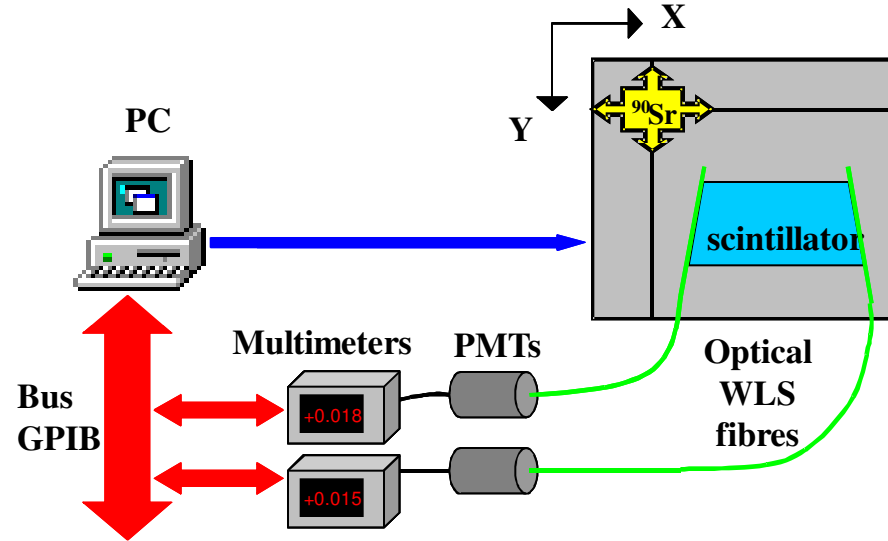 X
Y
⁹⁰Sr
PC
scintillator
Multimeters
PMTs
Optical
WLS
fibres
Bus
GPIB
+0.018
+0.015